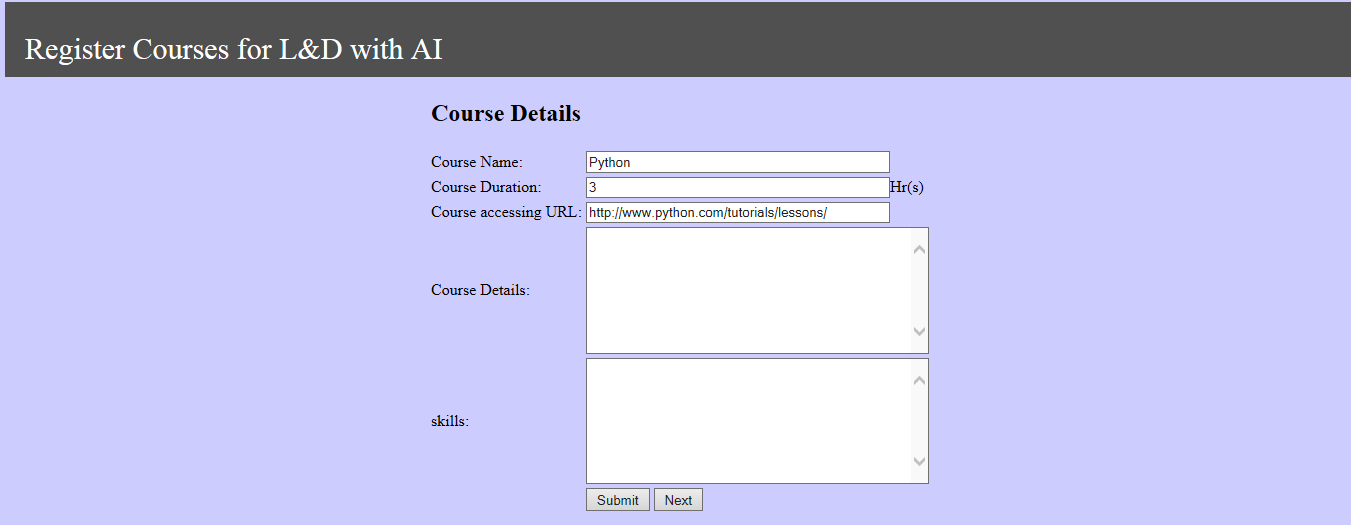 Register Courses for L&D with AI
Course Details
Course Name: Python
Course Duration: 3 Hr(s)
Course accessing URL: http://www.python.com/tutorials/lessons/
Course Details:
skills:
Submit Next